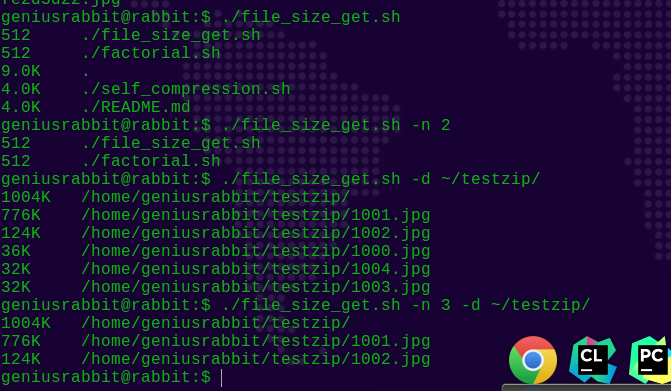 geniusrabbit@rabbit:~$ ./file_size_get.sh
512     ./file_size_get.sh
512     ./factorial.sh
9.0K    .
4.0K    ./self_compression.sh
4.0K    ./README.md
geniusrabbit@rabbit:~$ ./file_size_get.sh -n 2
512     ./file_size_get.sh
512     ./factorial.sh
geniusrabbit@rabbit:~$ ./file_size_get.sh -d ~/testzip/
1004K   /home/geniusrabbit/testzip/
776K    /home/geniusrabbit/testzip/1001.jpg
124K    /home/geniusrabbit/testzip/1002.jpg
36K     /home/geniusrabbit/testzip/1000.jpg
32K     /home/geniusrabbit/testzip/1004.jpg
32K     /home/geniusrabbit/testzip/1003.jpg
geniusrabbit@rabbit:~$ ./file_size_get.sh -n 3 -d ~/testzip/
1004K   /home/geniusrabbit/testzip/
776K    /home/geniusrabbit/testzip/1001.jpg
124K    /home/geniusrabbit/testzip/1002.jpg
geniusrabbit@rabbit:~$
CL
PC